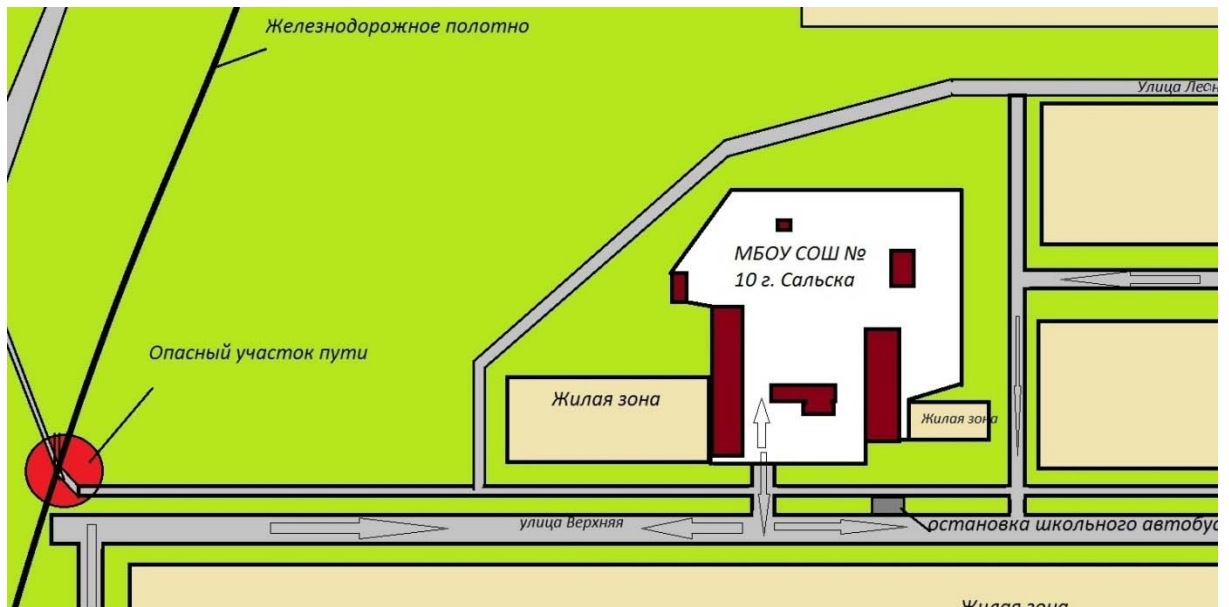 Железнодорожное полотно
Улица Лесн
МБОУ СОШ №
10 г. Сальска
Опасный участок пути
Жилая зона
Жилая зона
улица Верхняя
остановка школьного автобус
Жилая зона